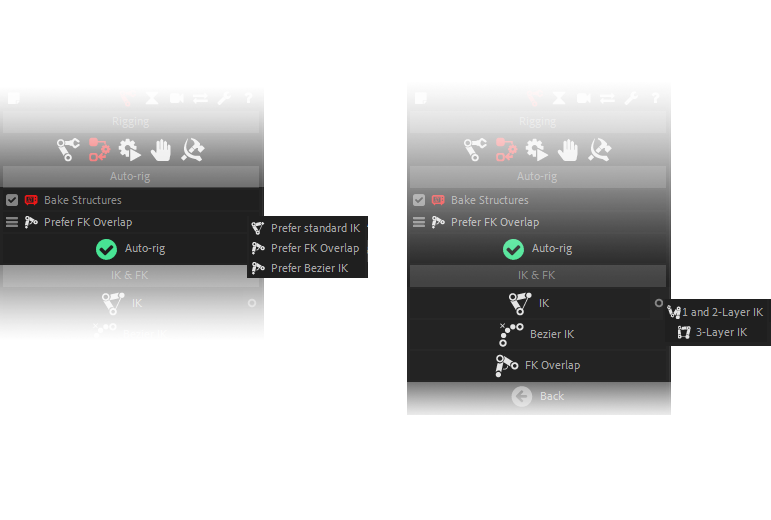 Rigging
Auto-rig
Bake Structures
Prefer FK Overlap
Auto-rig
IK & FK
IK
Prefer standard IK
Prefer FK Overlap
Prefer Bezier IK
?
Rigging
Auto-rig
Bake Structures
Prefer FK Overlap
Auto-rig
IK & FK
IK
Bezier IK
FK Overlap
Back
1 and 2-Layer IK
3-Layer IK